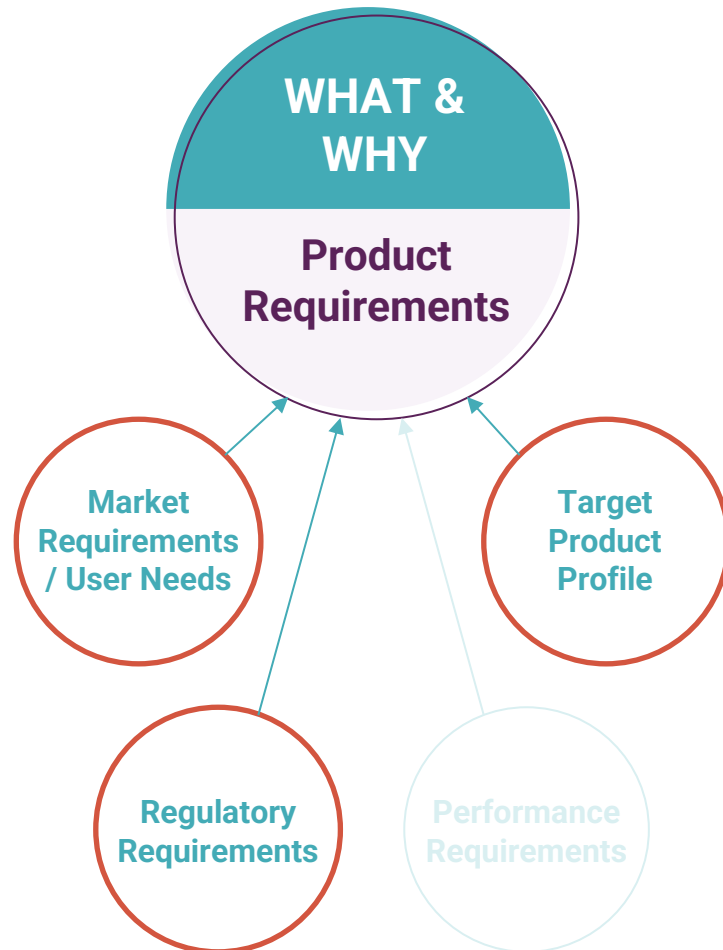 WHAT &
WHY
Product
Requirements
Market
Requirements
/ User Needs
Target
Product
Profile
Regulatory
Requirements
Performance
Requirements